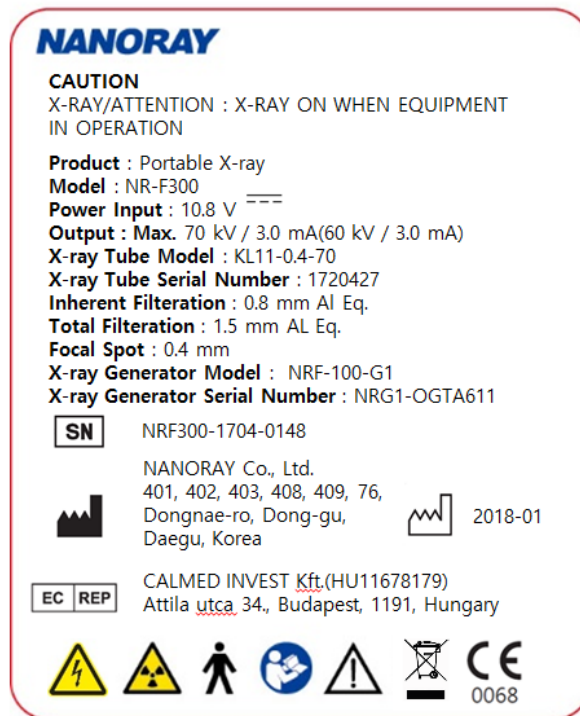 NANORAY
CAUTION
X-RAY/ATTENTION : X-RAY ON WHEN EQUIPMENT
IN OPERATION
Product : Portable X-ray
Model : NR-F300
Power Input : 10.8 V ⎓
Output : Max. 70 kV / 3.0 mA(60 kV / 3.0 mA)
X-ray Tube Model : KL11-0.4-70
X-ray Tube Serial Number : 1720427
Inherent Filteration : 0.8 mm Al Eq.
Total Filteration : 1.5 mm AL Eq.
Focal Spot : 0.4 mm
X-ray Generator Model : NRF-100-G1
X-ray Generator Serial Number : NRG1-OGTA611
SN NRF300-1704-0148
NANORAY Co., Ltd.
401, 402, 403, 408, 409, 76,
Dongnae-ro, Dong-gu,
Daegu, Korea
2018-01
EC REP
CALMED INVEST Kft.(HU11678179)
Attila utca 34., Budapest, 1191, Hungary
CE
0068